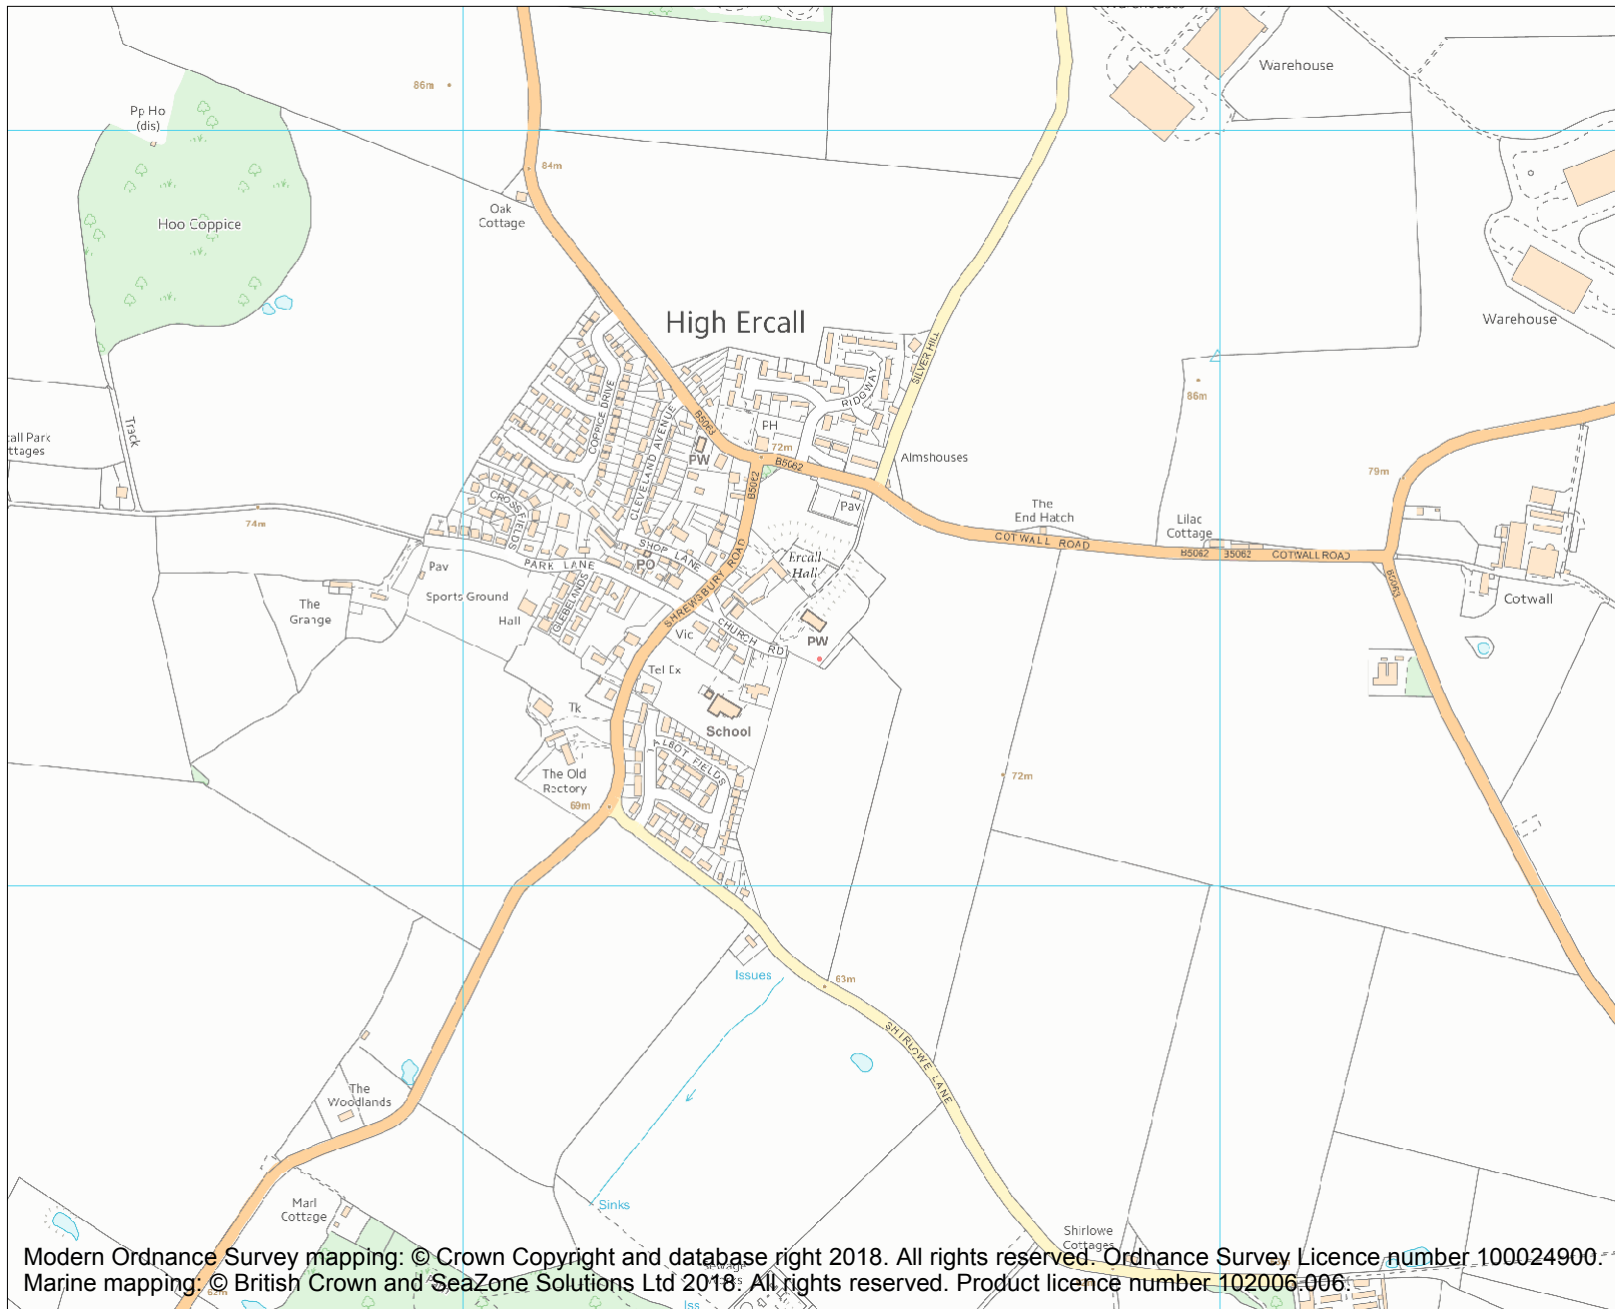 86m
Warehouse
Pp Ho
(dis)
84m
Hoo Coppice
Oak
Cottage
High Ercall
SILVER HILL
Warehouse
RIDGWAY
86m
COPPICE DRIVE
CLEVELAND AVENUE
B5063
PH
72m
Track
PW
B5062
B5062
Almshouses
79m
CROSSFIELDS
Pav
The
End Hatch
Lilac
Cottage
74m
COTWALL ROAD
B5062
B5062
COTWALL ROAD
SHOP LANE
PO
PARK LANE
Ercall
Hall
Pav
Sports Ground
The
Grange
GLEBELANDS
SHREWSBURY ROAD
Hall
B5063
Cotwall
CHURCH RD
Vic
PW
Tel Ex
Tk
School
The Old
Rectory
69m
72m
Issues
63m
SHIRLOWE LANE
The
Woodlands
Marl
Cottage
Sinks
Shirlowe
Cottages
Modern Ordnance Survey mapping: © Crown Copyright and database right 2018. All rights reserved. Ordnance Survey Licence number 100024900.
Marine mapping: © British Crown and SeaZone Solutions Ltd 2018. All rights reserved. Product licence number 102006.006.